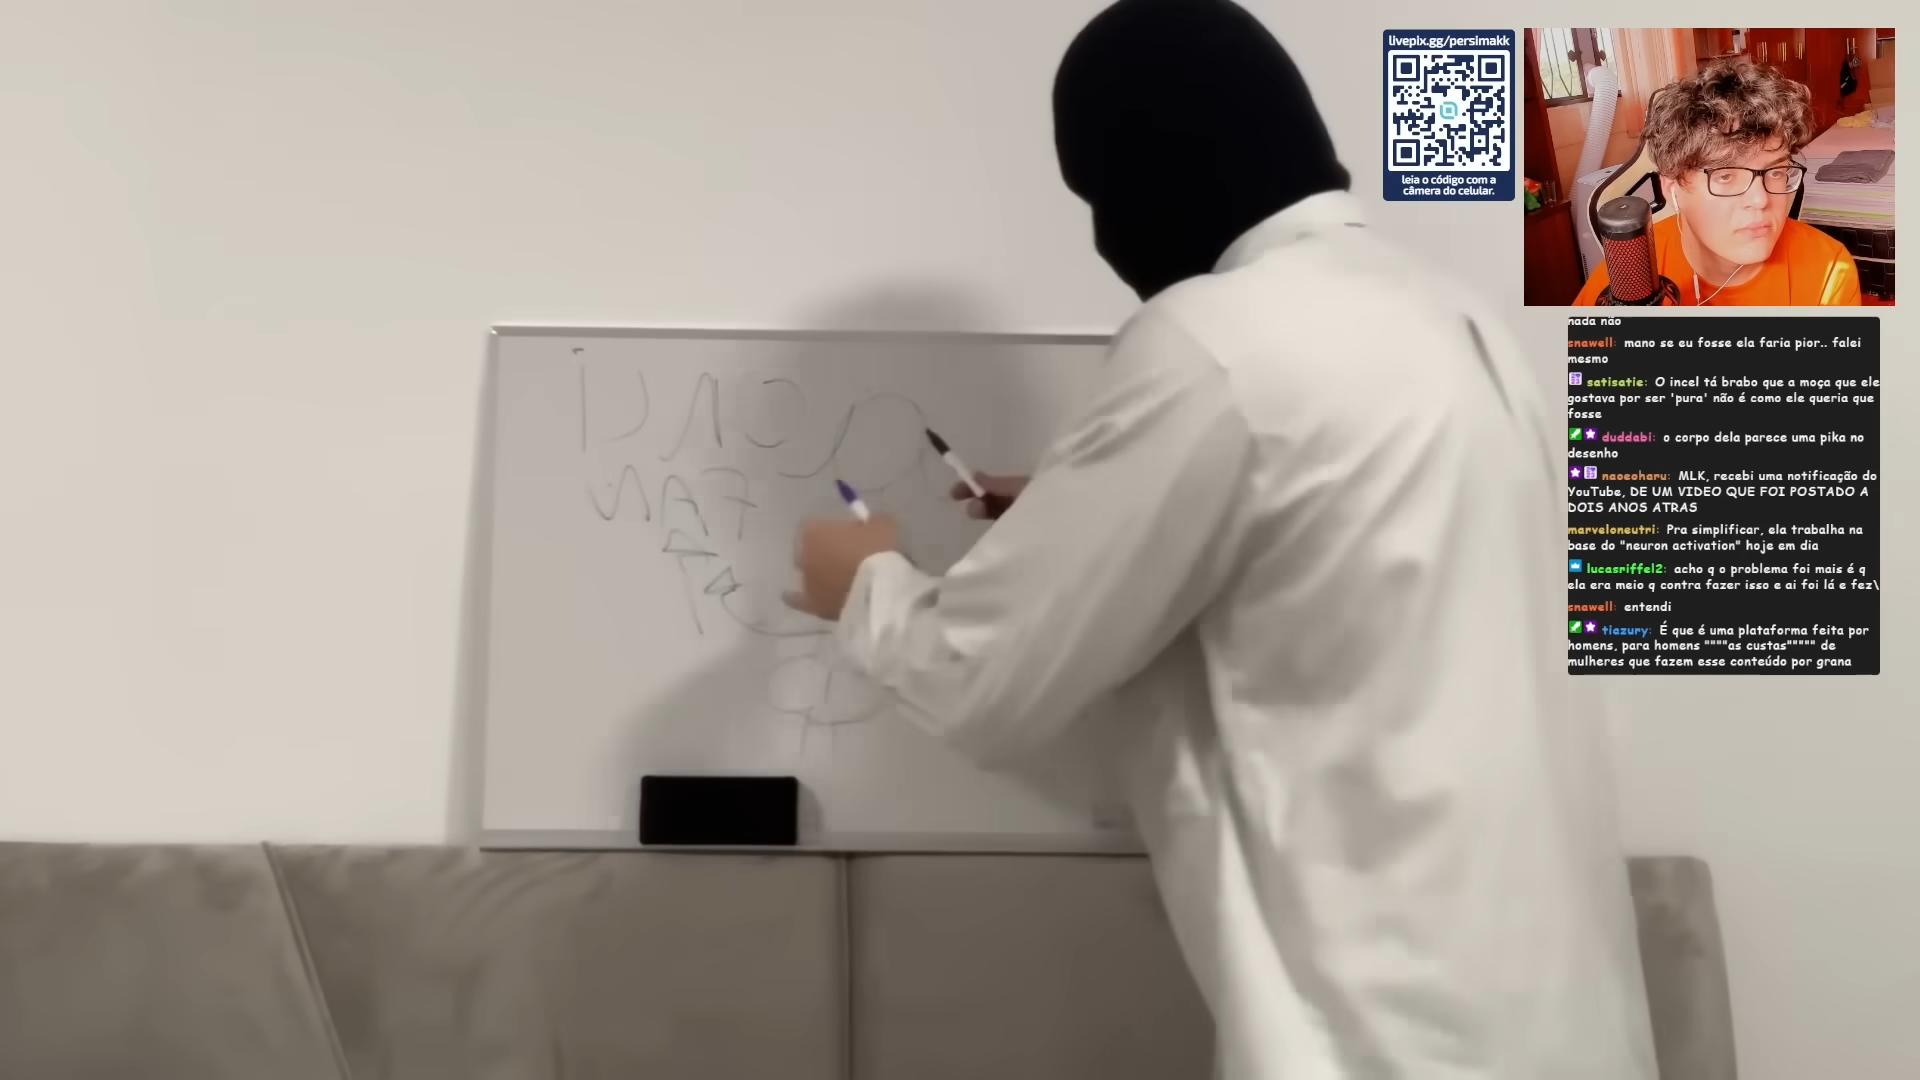 livepix.gg/persimakk
leia o código com a
câmera do celular.
nada não
snawell: mano se eu fosse ela faria pior.. falei
mesmo
satisatie: O incel tá brabo que a moça que ele
gostava por ser 'pura' não é como ele queria que
fosse
duddabi: o corpo dela parece uma pika no
desenho
naoeoharu: MLK, recebi uma notificação do
YouTube, DE UM VIDEO QUE FOI POSTADO A
DOIS ANOS ATRAS
marveloneutri: Pra simplificar, ela trabalha na
base do "neuron activation" hoje em dia
lucasriffel2: acho q o problema foi mais é q
ela era meio q contra fazer isso e ai foi lá e fez\
snawell: entendi
tiazury: É que é uma plataforma feita por
homens, para homens """"as custas""""" de
mulheres que fazem esse conteúdo por grana